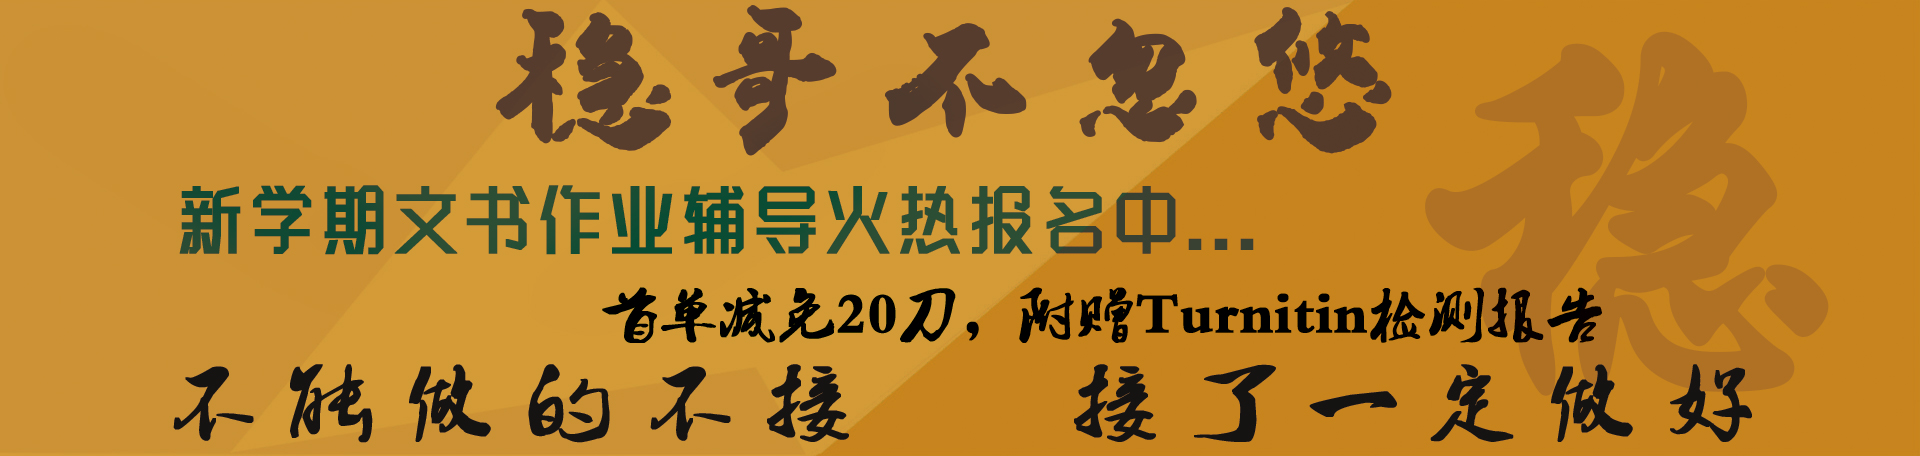 稳哥不忽悠
稳
新学期文书作业辅导火热报名中...
首单减免20刀，附赠Turnitin检测报告
不能做的不接 接了一定做好